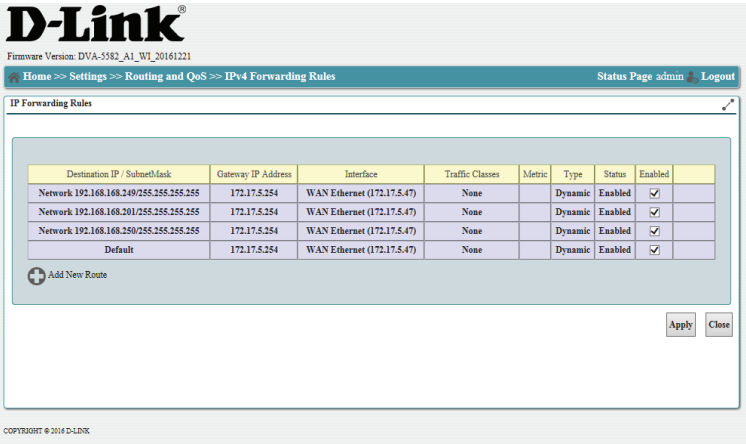 D-Link®
Firmware Version: DVA-5582_A1_WI_20161221
Home >> Settings >> Routing and QoS >> IPv4 Forwarding Rules Status Page admin Logout
IP Forwarding Rules
Destination IP / SubnetMask Gateway IP Address Interface Traffic Classes Metric Type Status Enabled
Network 192.168.168.249/255.255.255.255 172.17.5.254 WAN Ethernet (172.17.5.47) None Dynamic Enabled
Network 192.168.168.201/255.255.255.255 172.17.5.254 WAN Ethernet (172.17.5.47) None Dynamic Enabled
Network 192.168.168.250/255.255.255.255 172.17.5.254 WAN Ethernet (172.17.5.47) None Dynamic Enabled
Default 172.17.5.254 WAN Ethernet (172.17.5.47) None Dynamic Enabled
Add New Route
Apply Close
COPYRIGHT © 2016 D-LINK